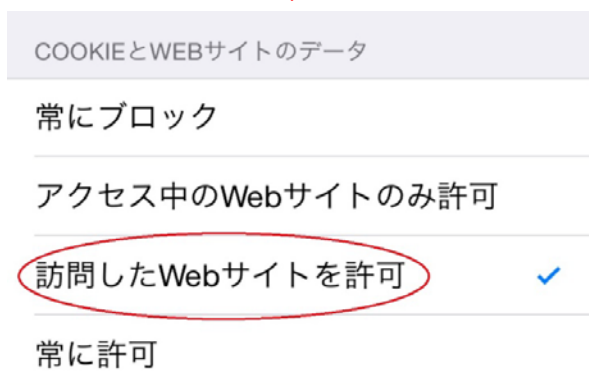 COOKIEとWEBサイトのデータ
常にブロック
アクセス中のWebサイトのみ許可
訪問したWebサイトを許可
常に許可